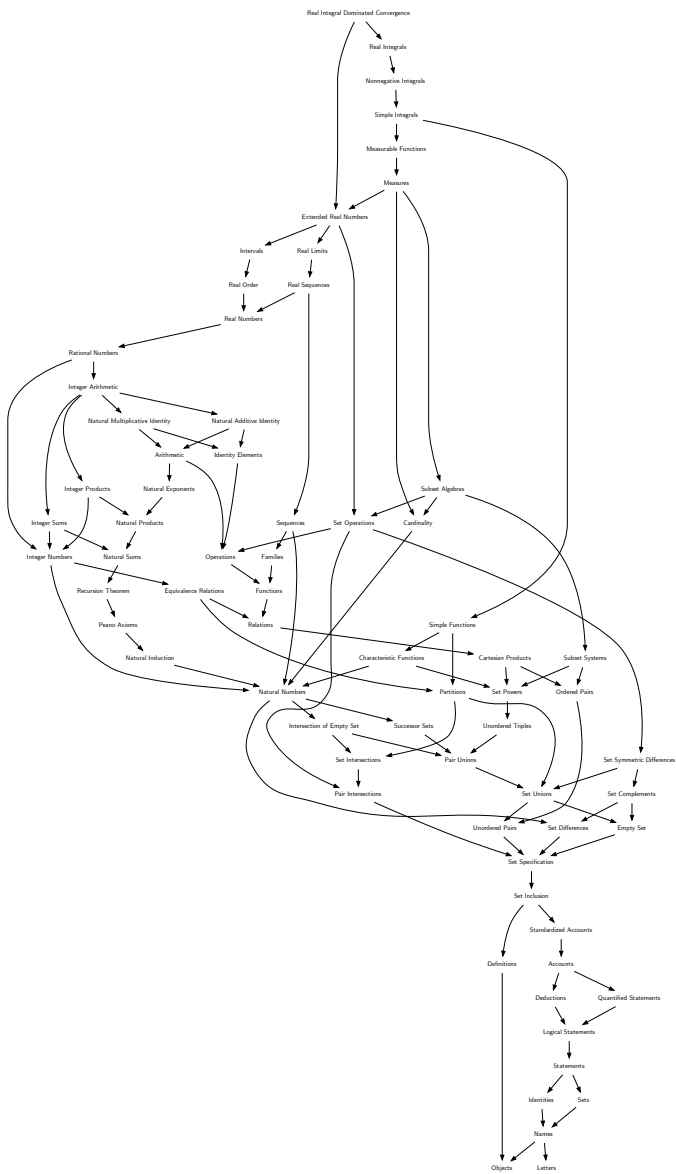 Real Integral Dominated Convergence
Real Integrals
Nonnegative Integrals
Simple Integrals
Measurable Functions
Measures
Extended Real Numbers
Intervals
Real Limits
Real Order
Real Sequences
Real Numbers
Rational Numbers
Integer Arithmetic
Natural Multiplicative Identity
Natural Additive Identity
Arithmetic
Identity Elements
Integer Products
Natural Exponents
Subset Algebras
Integer Sums
Natural Products
Sequences
Set Operations
Cardinality
Integer Numbers
Natural Sums
Operations
Families
Recursion Theorem
Equivalence Relations
Functions
Peano Axioms
Relations
Simple Functions
Natural Induction
Characteristic Functions
Cartesian Products
Subset Systems
Natural Numbers
Partitions
Set Powers
Ordered Pairs
Intersection of Empty Set
Successor Sets
Unordered Triples
Set Intersections
Pair Unions
Set Symmetric Differences
Pair Intersections
Set Unions
Set Complements
Unordered Pairs
Set Differences
Empty Set
Set Specification
Set Inclusion
Standardized Accounts
Definitions
Accounts
Deductions
Quantified Statements
Logical Statements
Statements
Identities
Sets
Names
Objects
Letters